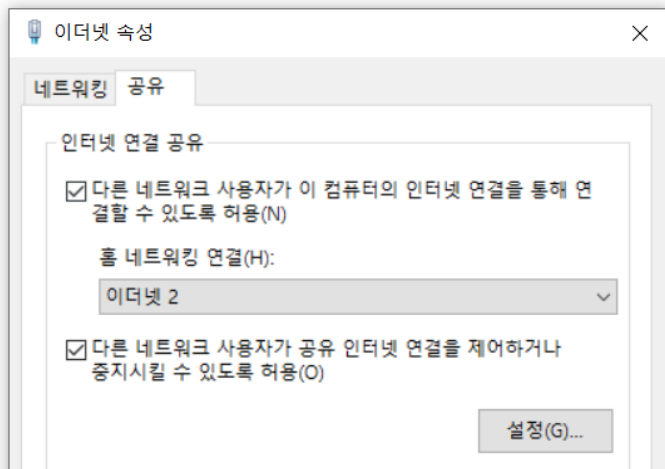 이더넷 속성
네트워킹
공유
인터넷 연결 공유
다른 네트워크 사용자가 이 컴퓨터의 인터넷 연결을 통해 연
결할 수 있도록 허용(N)
홈 네트워킹 연결(H):
이더넷 2
다른 네트워크 사용자가 공유 인터넷 연결을 제어하거나
중지시킬 수 있도록 허용(O)
설정(G)...